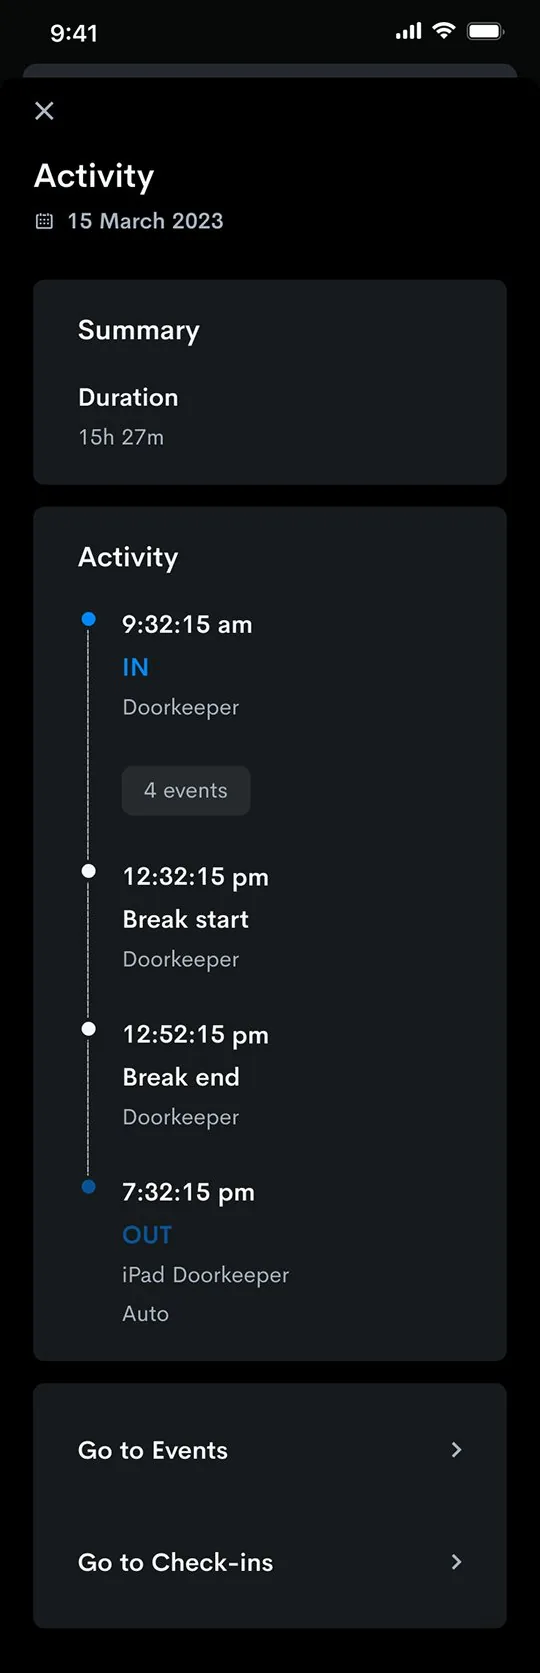 9:41
Activity
15 March 2023
Summary
Duration
15h 27m
Activity
9:32:15 am
IN
Doorkeeper
4 events
12:32:15 pm
Break start
Doorkeeper
12:52:15 pm
Break end
Doorkeeper
7:32:15 pm
OUT
iPad Doorkeeper
Auto
Go to Events
Go to Check-ins